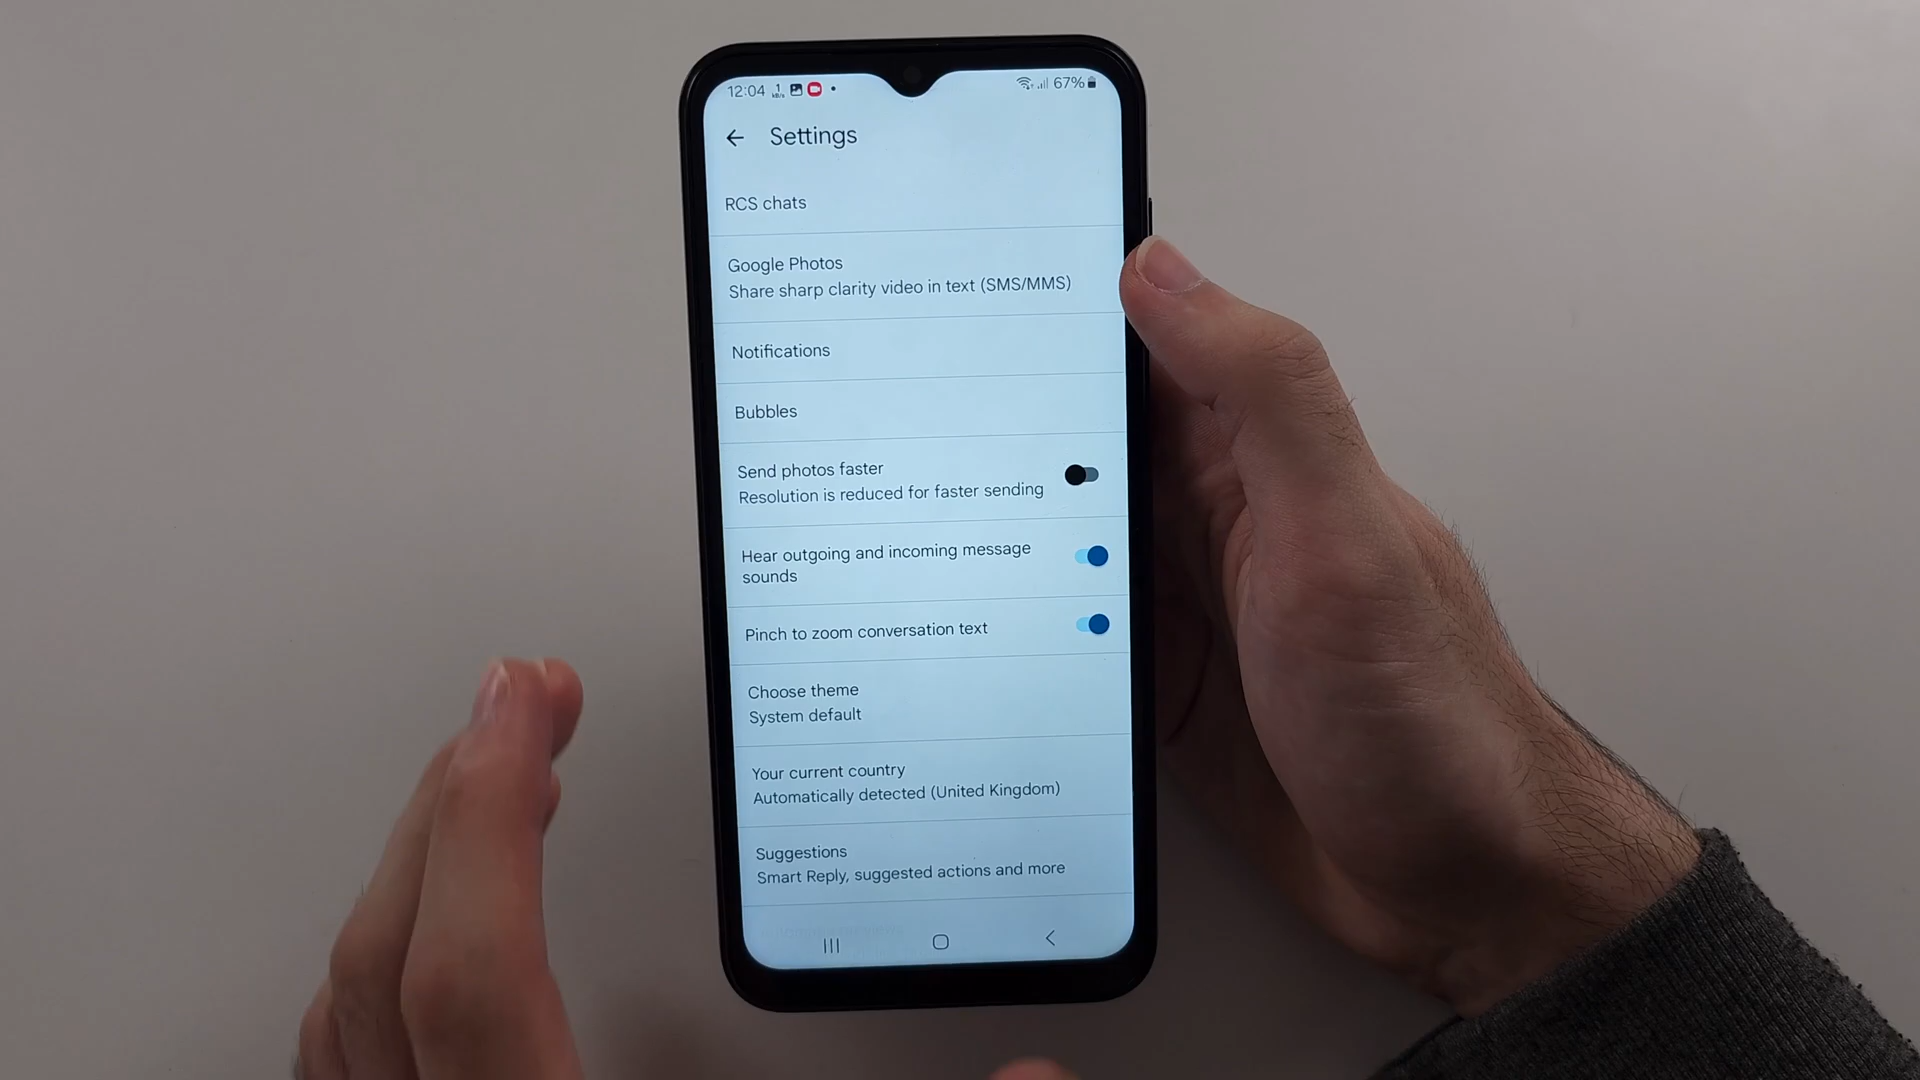 12:04 1 kB/s 67%
Settings
RCS chats
Google Photos
Share sharp clarity video in text (SMS/MMS)
Notifications
Bubbles
Send photos faster
Resolution is reduced for faster sending
Hear outgoing and incoming message
sounds
Pinch to zoom conversation text
Choose theme
System default
Your current country
Automatically detected (United Kingdom)
Suggestions
Smart Reply, suggested actions and more